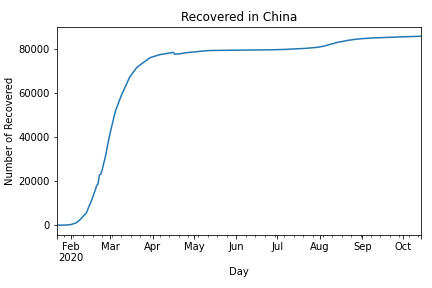 Recovered in China
Number of Recovered
80000
60000
40000
20000
0
Feb Mar Apr May Jun Jul Aug Sep Oct
2020
Day